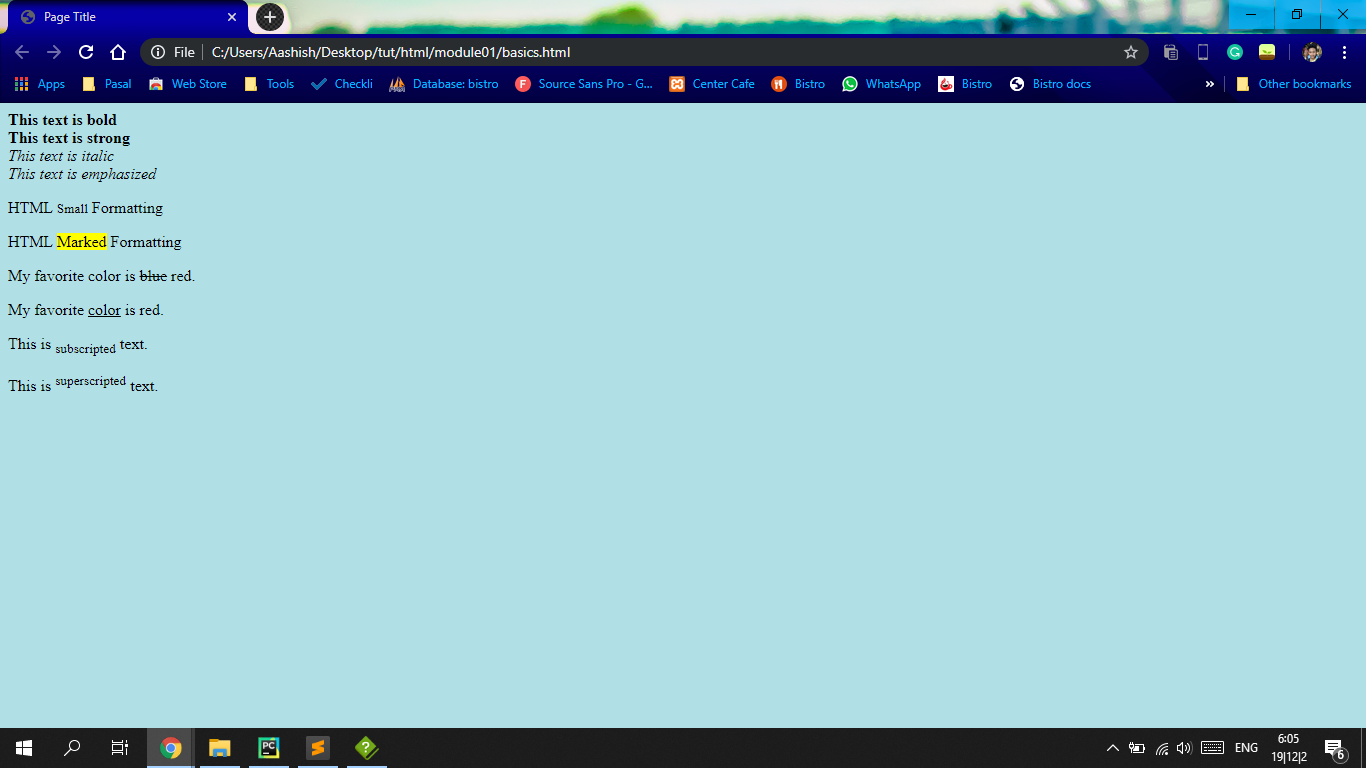 Page Title
File C:/Users/Aashish/Desktop/tut/html/module01/basics.html
Apps Pasal Web Store Tools Checkli Database: bistro Source Sans Pro - G... Center Cafe Bistro WhatsApp Bistro Bistro docs » Other bookmarks
This text is bold
This text is strong
This text is italic
This text is emphasized
HTML Small Formatting
HTML Marked Formatting
My favorite color is blue red.
My favorite color is red.
This is subscripted text.
This is superscripted text.
PC ENG 6:05
19|12|2 6